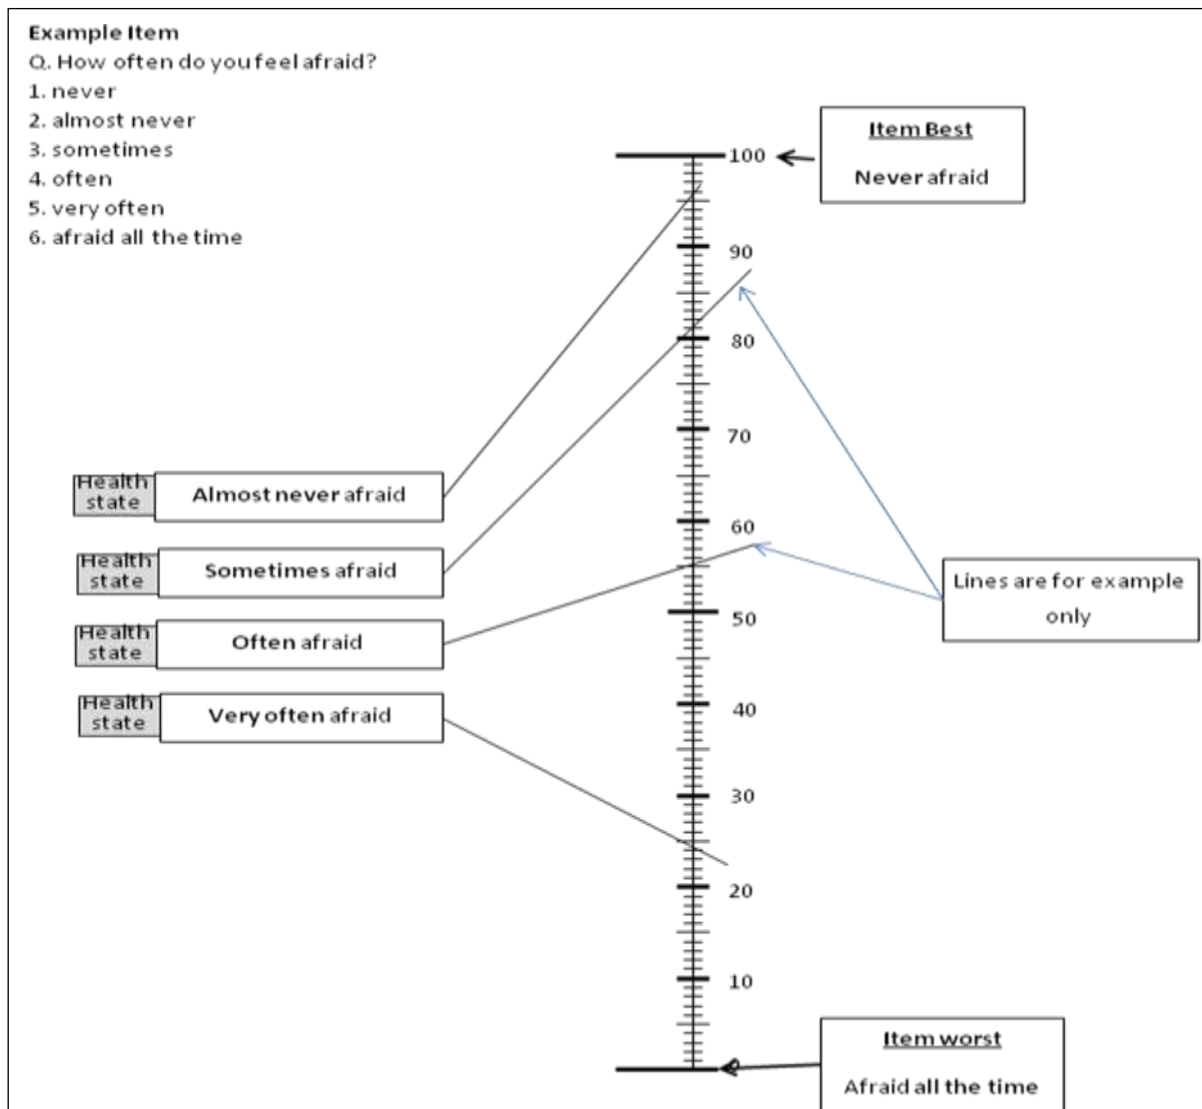 Example Item
Q. How often do you feel afraid?
1. never
2. almost never
3. sometimes
4. often
5. very often
6. afraid all the time
Item Best
Never afraid
100
90
80
70
60
50
40
30
20
10
Health
state
Almost never afraid
Health
state
Sometimes afraid
Health
state
Often afraid
Health
state
Very often afraid
Lines are for example
only
Item worst
Afraid all the time